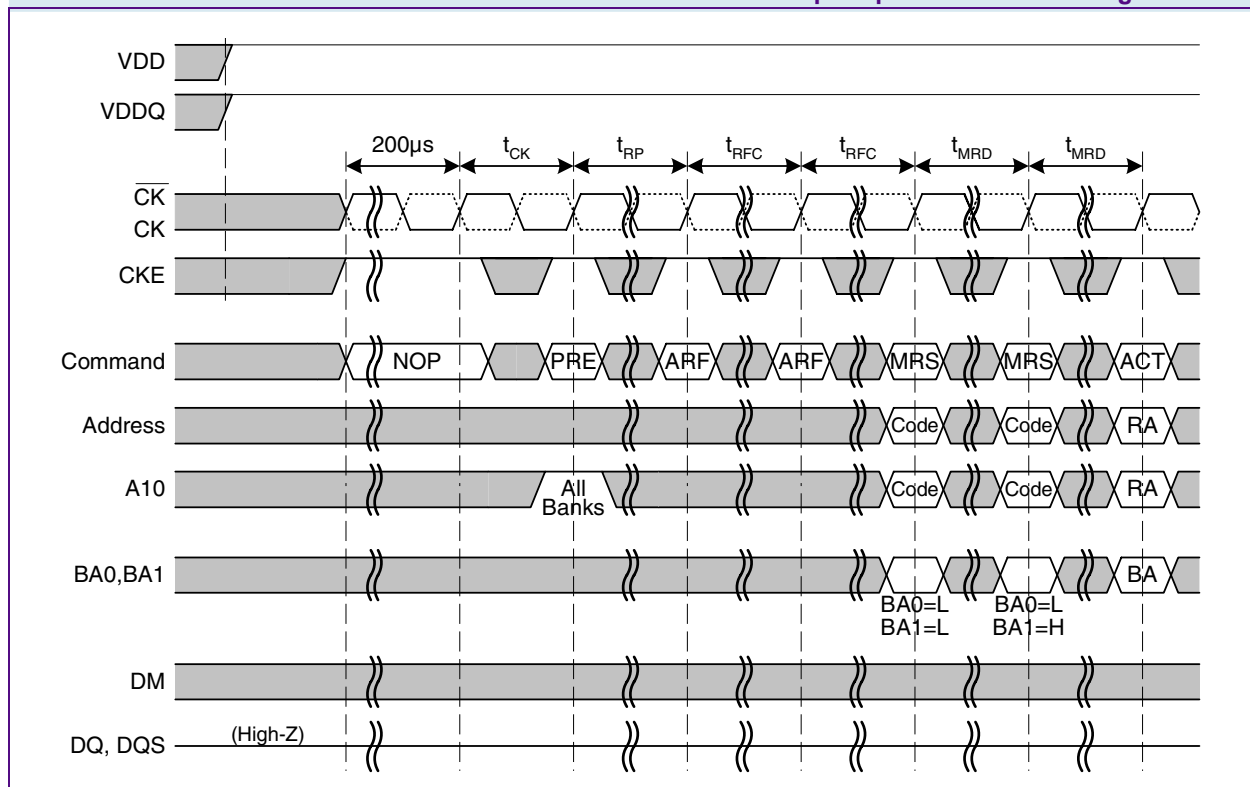 VDD
VDDQ
200µs tCK tRP tRFC tRFC tMRD tMRD
CK
CK
CKE
Command NOP PRE ARF ARF MRS MRS ACT
Address Code Code RA
A10 All Banks Code Code RA
BA0,BA1 BA
BA0=L BA0=L
BA1=L BA1=H
DM
DQ, DQS (High-Z)